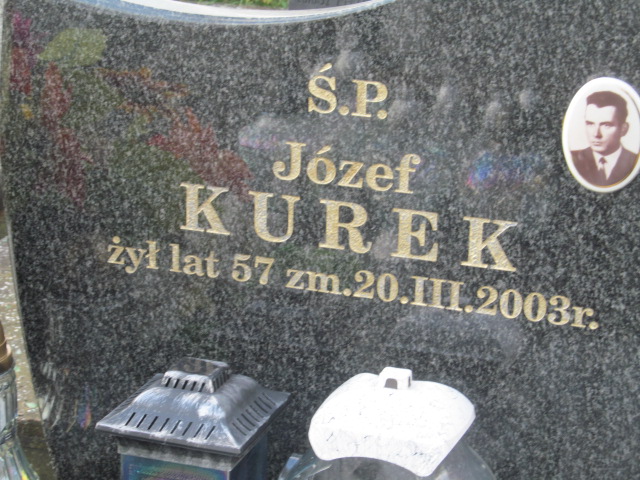 Ś.P.
Józef
KUREK
żył lat 57 zm.20.III.2003r.